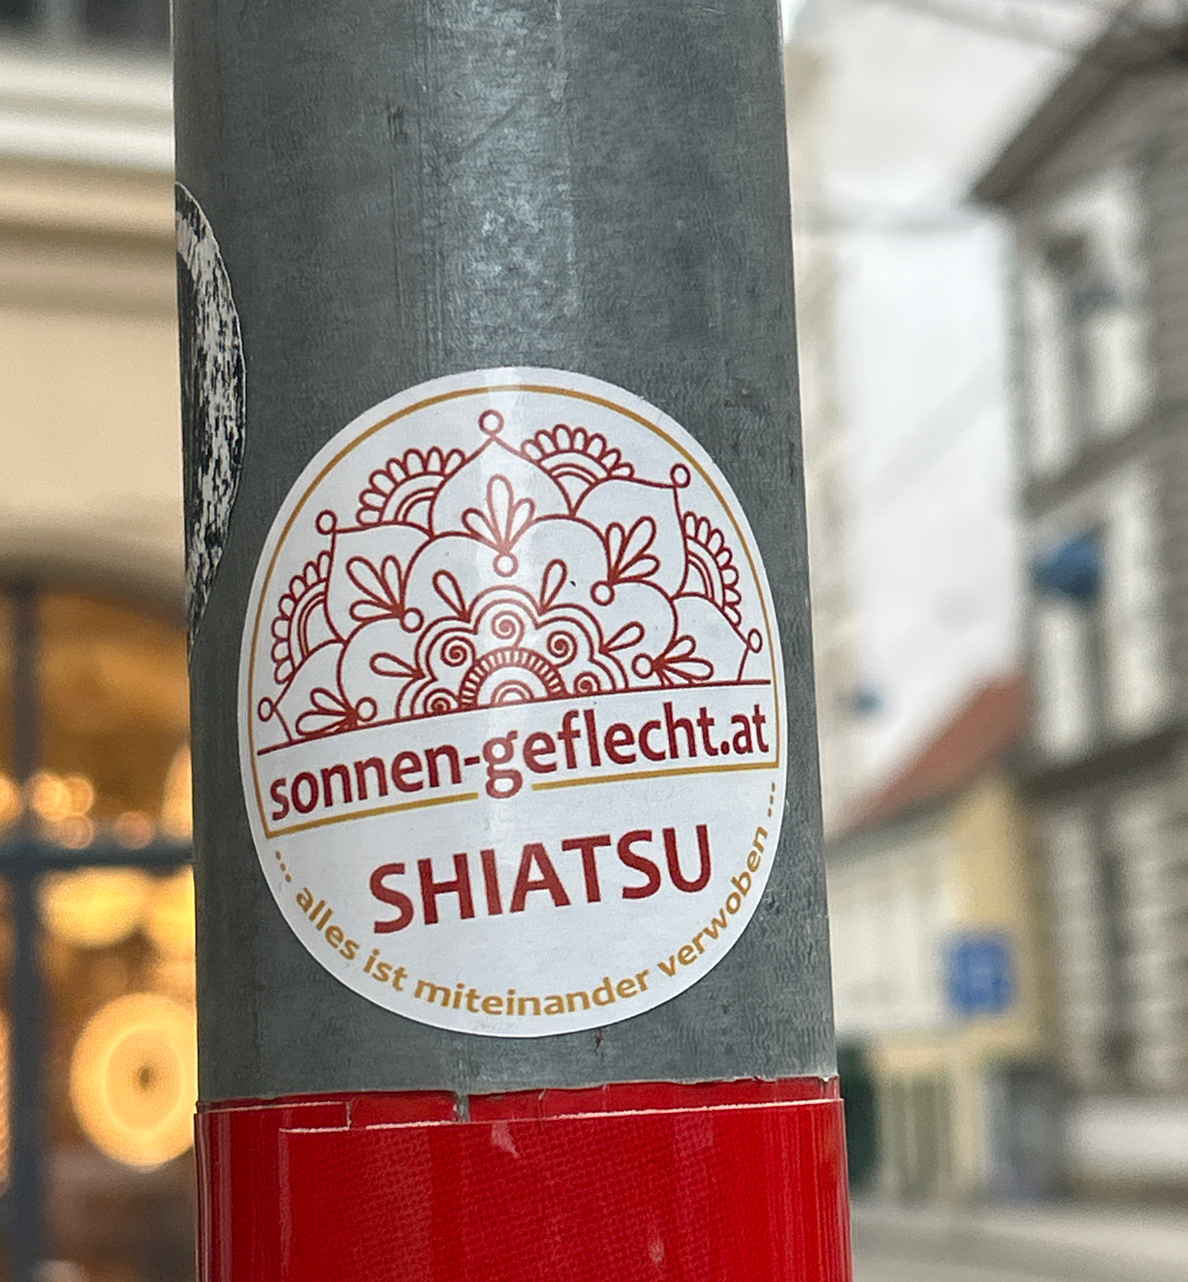 sonnen-geflecht.at
SHIATSU
... alles ist miteinander verwoben ...